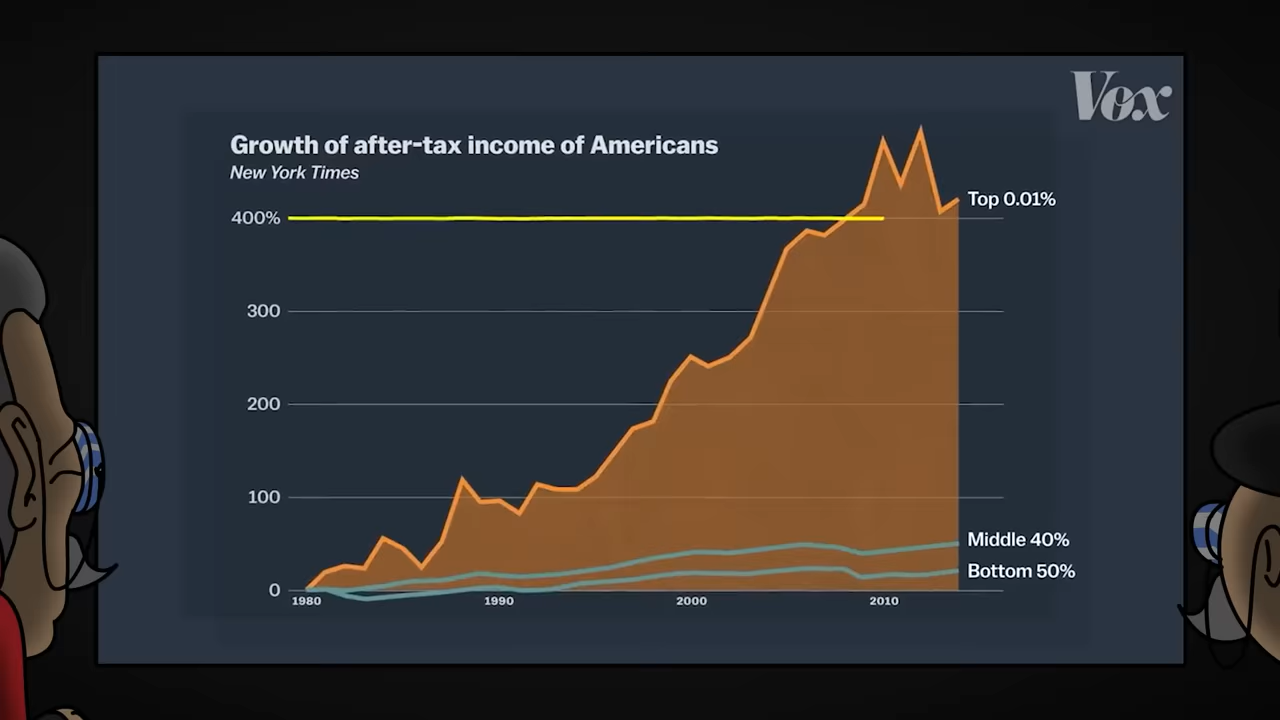 Vox
Growth of after-tax income of Americans
New York Times
400%
Top 0.01%
300
200
100
Middle 40%
Bottom 50%
0
1980 1990 2000 2010